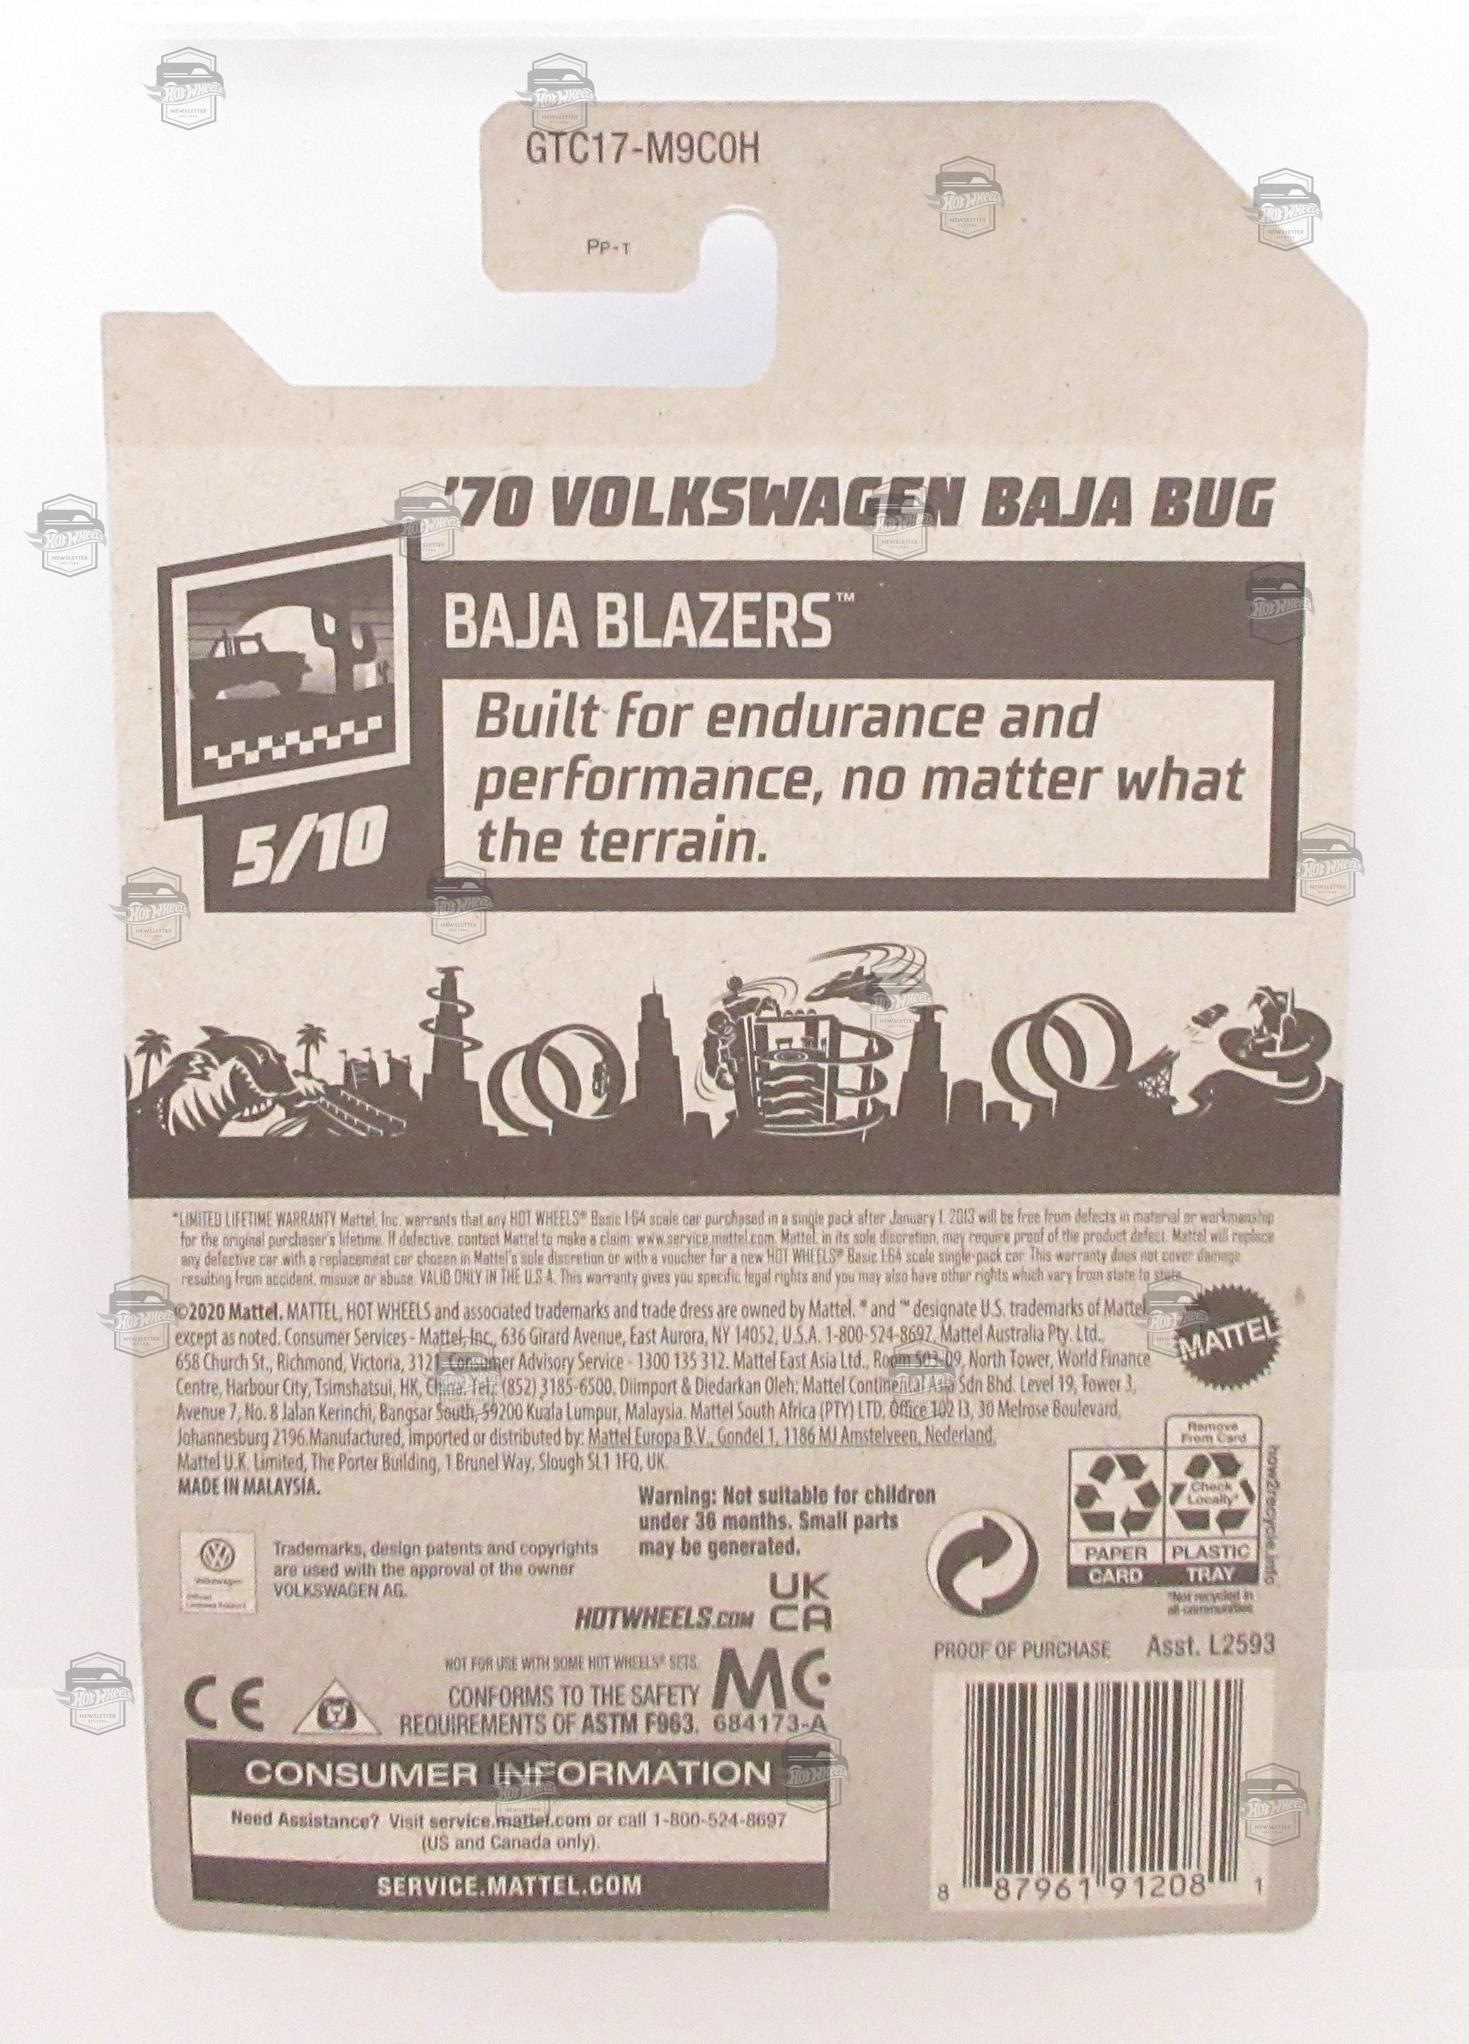 GTC17-M9C0H
PP-T
'70 VOLKSWAGEN BAJA BUG
BAJA BLAZERS™
Built for endurance and
performance, no matter what
the terrain.
5/10
*LIMITED LIFETIME WARRANTY Mattel, Inc. warrants that any HOT WHEELS® Basic 1:64 scale car purchased in a single pack after January 1, 2013 will be free from defects in material or workmanship
for the original purchaser's lifetime. If defective, contact Mattel to make a claim: www.service.mattel.com. Mattel, in its sole discretion, may require proof of the product defect. Mattel will replace
any defective car with a replacement car chosen in Mattel's sole discretion or with a voucher for a new HOT WHEELS® Basic 1:64 scale single-pack car. This warranty does not cover damage
resulting from accident, misuse or abuse. VALID ONLY IN THE U.S.A. This warranty gives you specific legal rights and you may also have other rights which vary from state to state.
©2020 Mattel. MATTEL, HOT WHEELS and associated trademarks and trade dress are owned by Mattel. ® and ™ designate U.S. trademarks of Mattel,
except as noted. Consumer Services - Mattel, Inc., 636 Girard Avenue, East Aurora, NY 14052, U.S.A. 1-800-524-8697. Mattel Australia Pty. Ltd.,
658 Church St., Richmond, Victoria, 3121. Consumer Advisory Service - 1300 135 312. Mattel East Asia Ltd., Room 503-09, North Tower, World Finance
Centre, Harbour City, Tsimshatsui, HK, China. Tel.: (852) 3185-6500. Diimport & Diedarkan Oleh: Mattel Continental Asia Sdn Bhd. Level 19, Tower 3,
Avenue 7, No. 8 Jalan Kerinchi, Bangsar South, 59200 Kuala Lumpur, Malaysia. Mattel South Africa (PTY) LTD, Office 102 I3, 30 Melrose Boulevard,
Johannesburg 2196.Manufactured, imported or distributed by: Mattel Europa B.V., Gondel 1, 1186 MJ Amstelveen, Nederland.
Mattel U.K. Limited, The Porter Building, 1 Brunel Way, Slough SL1 1FQ, UK.
MADE IN MALAYSIA.
MATTEL
Warning: Not suitable for children
under 36 months. Small parts
may be generated.
Trademarks, design patents and copyrights
are used with the approval of the owner
VOLKSWAGEN AG.
Volkswagen
HOTWHEELS.COM
UK
CA
Remove
From Card
Check
Locally*
PAPER
CARD
PLASTIC
TRAY
*Not recycled in
all communities
how2recycle.info
PROOF OF PURCHASE
Asst. L2593
NOT FOR USE WITH SOME HOT WHEELS® SETS.
CONFORMS TO THE SAFETY
REQUIREMENTS OF ASTM F963.
CE
MC
684173-A
CONSUMER INFORMATION
Need Assistance? Visit service.mattel.com or call 1-800-524-8697
(US and Canada only).
SERVICE.MATTEL.COM
8 87961 91208 1
HOT WHEELS
NEWSLETTER